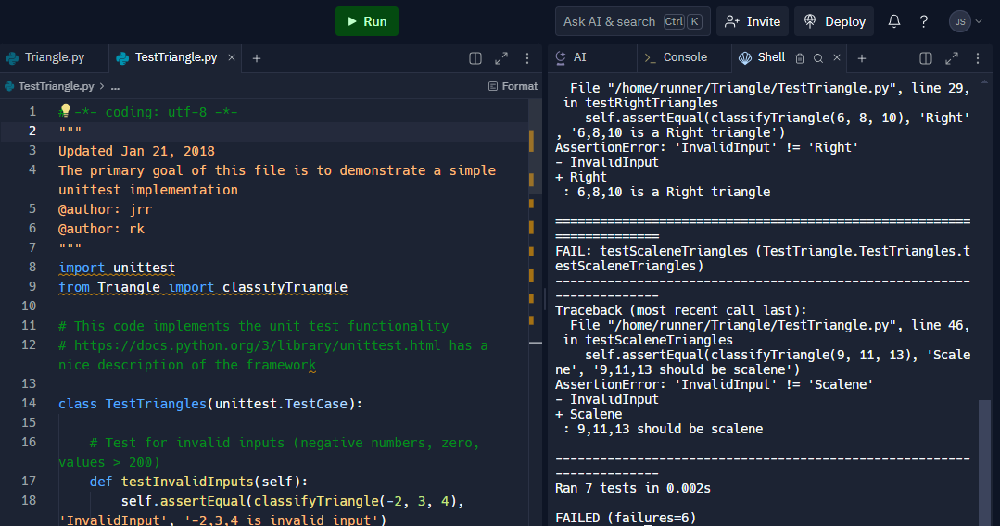 Run
Ask AI & search Ctrl K
Invite
Deploy
?
JS
Triangle.py
TestTriangle.py × +
AI
Console
Shell × +
TestTriangle.py > ...
Format
1 # -*- coding: utf-8 -*-
2 """
3 Updated Jan 21, 2018
4 The primary goal of this file is to demonstrate a simple
unittest implementation
5 @author: jrr
6 @author: rk
7 """
8 import unittest
9 from Triangle import classifyTriangle
10
11 # This code implements the unit test functionality
12 # https://docs.python.org/3/library/unittest.html has a
nice description of the framework
13
14 class TestTriangles(unittest.TestCase):
15
16 # Test for invalid inputs (negative numbers, zero,
values > 200)
17 def testInvalidInputs(self):
18 self.assertEqual(classifyTriangle(-2, 3, 4),
'InvalidInput', '-2,3,4 is invalid input')
File "/home/runner/Triangle/TestTriangle.py", line 29,
in testRightTriangles
self.assertEqual(classifyTriangle(6, 8, 10), 'Right'
, '6,8,10 is a Right triangle')
AssertionError: 'InvalidInput' != 'Right'
- InvalidInput
+ Right
: 6,8,10 is a Right triangle
========================================================
==============
FAIL: testScaleneTriangles (TestTriangle.TestTriangles.t
estScaleneTriangles)
--------------------------------------------------------
--------------
Traceback (most recent call last):
File "/home/runner/Triangle/TestTriangle.py", line 46,
in testScaleneTriangles
self.assertEqual(classifyTriangle(9, 11, 13), 'Scale
ne', '9,11,13 should be scalene')
AssertionError: 'InvalidInput' != 'Scalene'
- InvalidInput
+ Scalene
: 9,11,13 should be scalene
--------------------------------------------------------
--------------
Ran 7 tests in 0.002s
FAILED (failures=6)